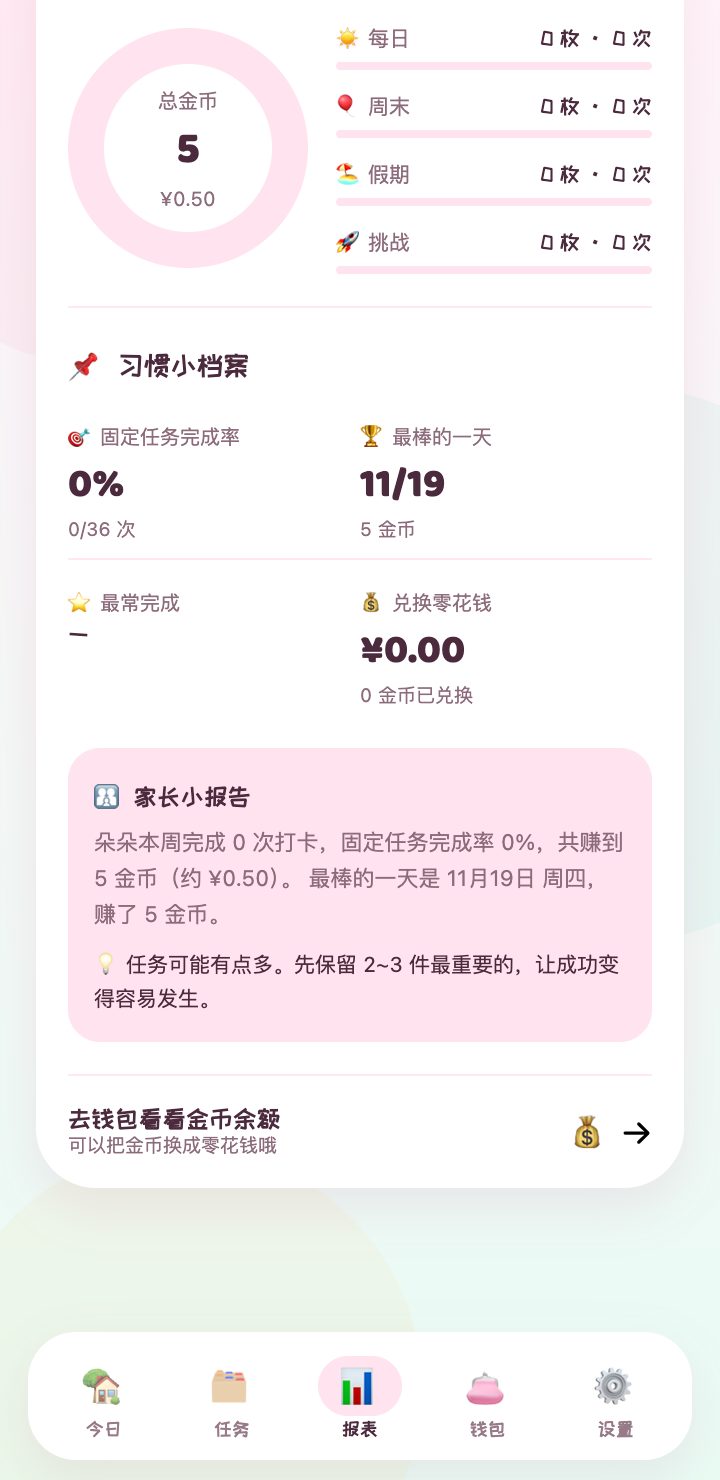 总金币
5
¥0.50
每日 0 枚 · 0 次
周末 0 枚 · 0 次
假期 0 枚 · 0 次
挑战 0 枚 · 0 次
习惯小档案
固定任务完成率
0%
0/36 次
最棒的一天
11/19
5 金币
最常完成
—
兑换零花钱
¥0.00
0 金币已兑换
家长小报告
朵朵本周完成 0 次打卡，固定任务完成率 0%，共赚到
5 金币（约 ¥0.50）。 最棒的一天是 11月19日 周四，
赚了 5 金币。
任务可能有点多。先保留 2~3 件最重要的，让成功变
得容易发生。
去钱包看看金币余额
可以把金币换成零花钱哦
今日 任务 报表 钱包 设置